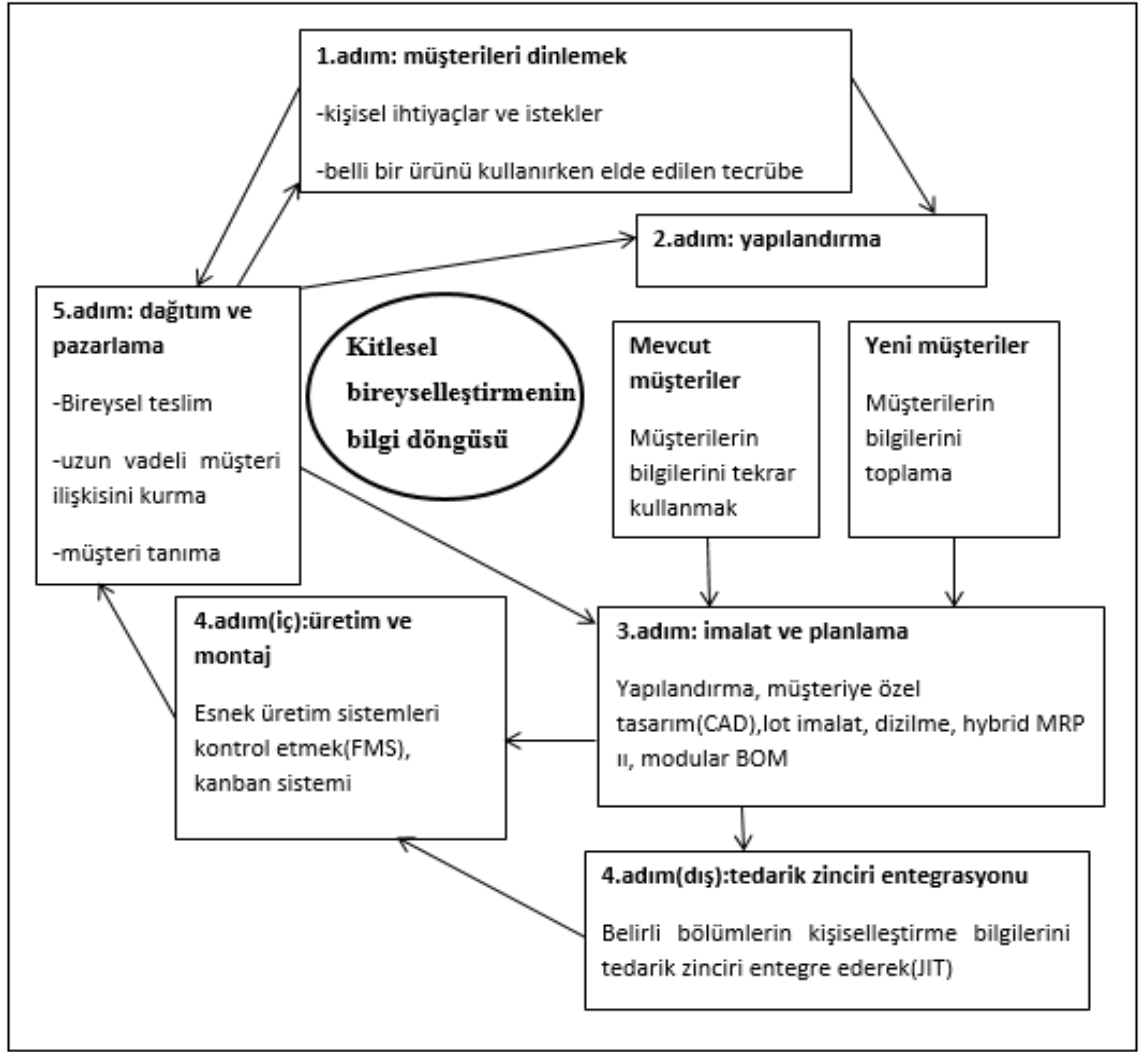 1.adım: müşterileri dinlemek
-kişisel ihtiyaçlar ve istekler
-belli bir ürünü kullanırken elde edilen tecrübe
2.adım: yapılandırma
5.adım: dağıtım ve
pazarlama
-Bireysel teslim
-uzun vadeli müşteri
ilişkisini kurma
-müşteri tanıma
Kitlesel
bireyselleştirmenin
bilgi döngüsü
Mevcut
müşteriler
Müşterilerin
bilgilerini tekrar
kullanmak
Yeni müşteriler
Müşterilerin
bilgilerini
toplama
3.adım: imalat ve planlama
Yapılandırma, müşteriye özel
tasarım(CAD),lot imalat, dizilme, hybrid MRP
ıı, modular BOM
4.adım(iç):üretim ve
montaj
Esnek üretim sistemleri
kontrol etmek(FMS),
kanban sistemi
4.adım(dış):tedarik zinciri entegrasyonu
Belirli bölümlerin kişiselleştirme bilgilerini
tedarik zinciri entegre ederek(JIT)